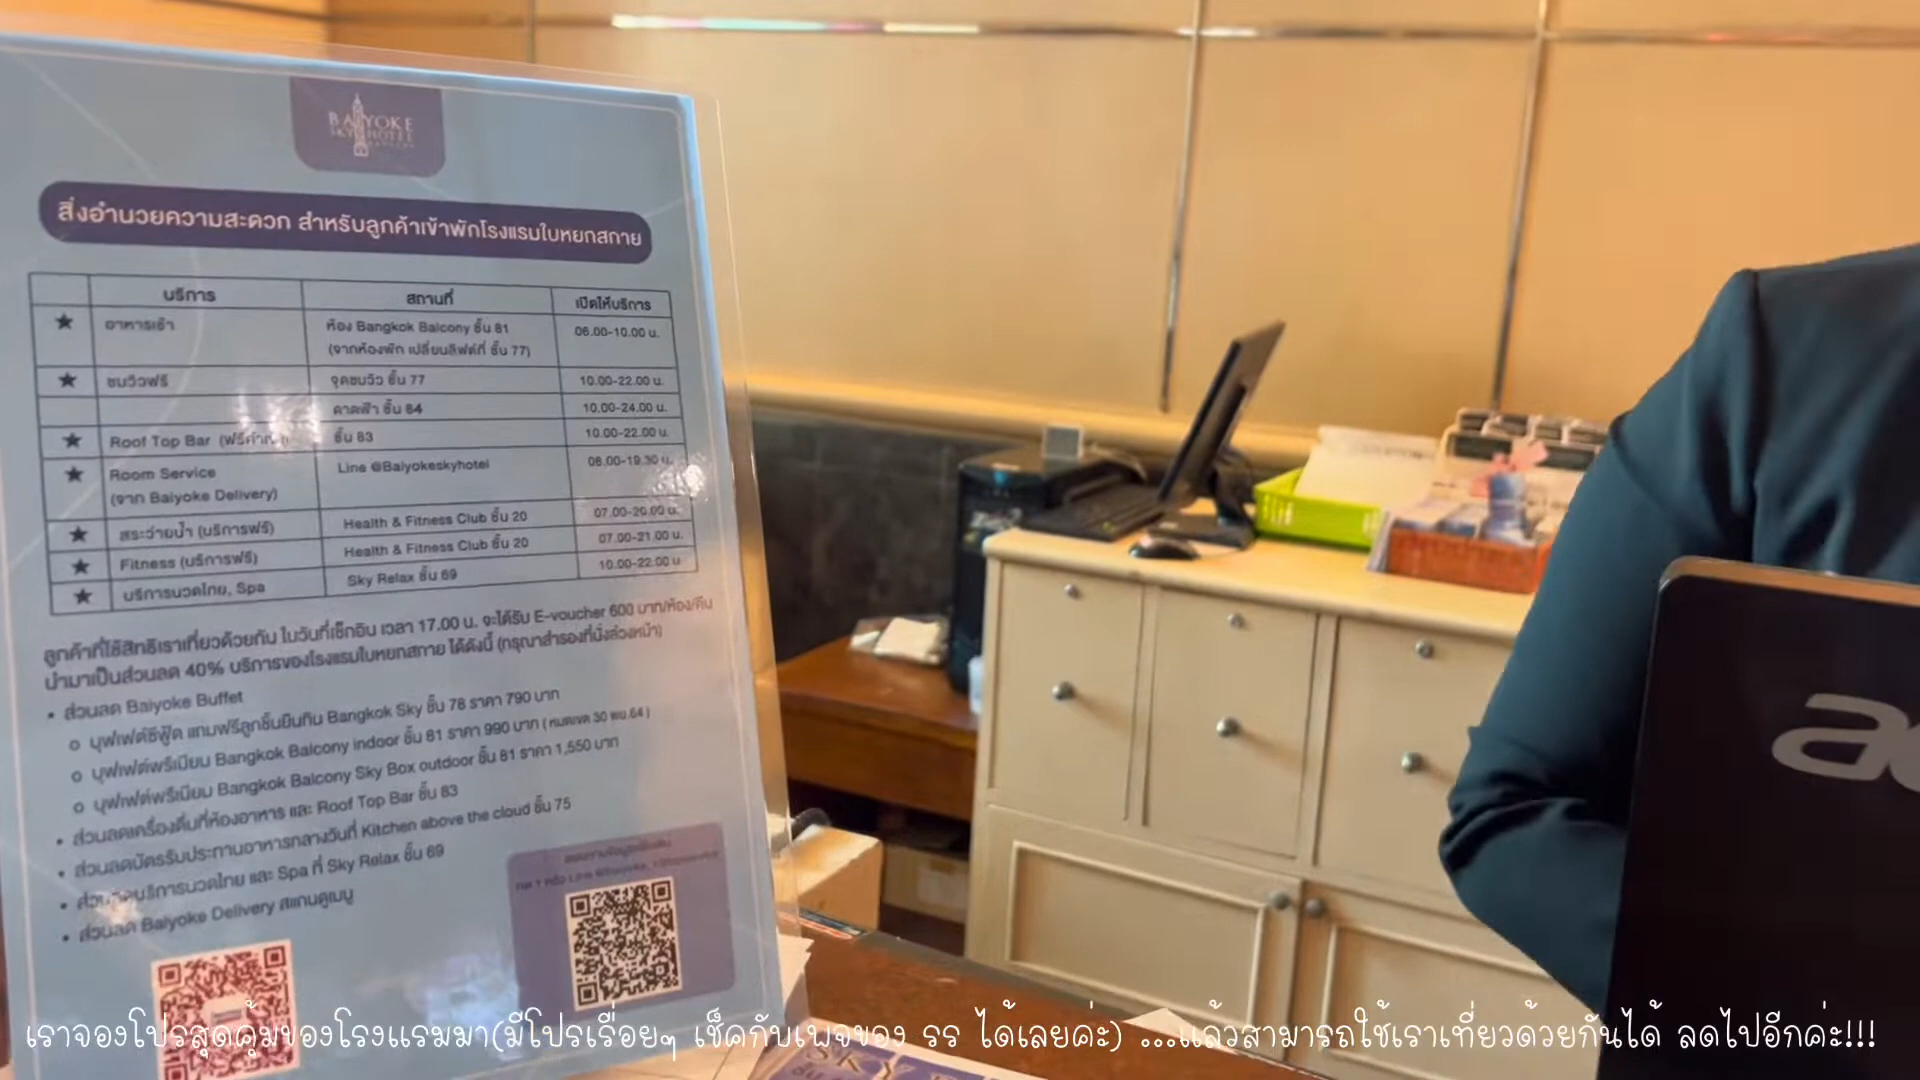 BAIYOKE
SKY HOTEL
สิ่งอำนวยความสะดวก สำหรับลูกค้าเข้าพักโรงแรมใบหยกสกาย
บริการ สถานที่ เปิดให้บริการ
★ อาหารเช้า ห้อง Bangkok Balcony ชั้น 81 06.00-10.00 น.
(จากห้องพัก เปลี่ยนลิฟต์ที่ ชั้น 77)
★ ชมวิวฟรี จุดชมวิว ชั้น 77 10.00-22.00 น.
ดาดฟ้า ชั้น 84 10.00-24.00 น.
★ Roof Top Bar ชั้น 83 10.00-22.00 น.
★ Room Service Line @Baiyokeskyhotel 06.00-19.30 น.
(จาก Baiyoke Delivery)
★ สระว่ายน้ำ (บริการฟรี) Health & Fitness Club ชั้น 20 07.00-20.00 น.
★ Fitness (บริการฟรี) Health & Fitness Club ชั้น 20 07.00-21.00 น.
★ บริการนวดไทย, Spa Sky Relax ชั้น 69 10.00-22.00 น.
ลูกค้าที่ใช้สิทธิเราเที่ยวด้วยกัน ในวันที่เช็กอิน เวลา 17.00 น. จะได้รับ E-voucher 600 บาท/ห้อง/คืน
นำมาเป็นส่วนลด 40% บริการของโรงแรมใบหยกสกาย ได้ดังนี้ (กรุณาสำรองที่นั่งล่วงหน้า)
• ส่วนลด Baiyoke Buffet
o บุฟเฟต์ซีฟู้ด แถมฟรีลูกชิ้นยืนกิน Bangkok Sky ชั้น 78 ราคา 790 บาท
o บุฟเฟต์พรีเมียม Bangkok Balcony indoor ชั้น 81 ราคา 990 บาท ( หมดเขต 30 พย.64 )
o บุฟเฟต์พรีเมียม Bangkok Balcony Sky Box outdoor ชั้น 81 ราคา 1,550 บาท
• ส่วนลดเครื่องดื่มที่ห้องอาหาร และ Roof Top Bar ชั้น 83
• ส่วนลดบัตรรับประทานอาหารกลางวันที่ Kitchen above the cloud ชั้น 75
• ส่วนลดบริการนวดไทย และ Spa ที่ Sky Relax ชั้น 69
• ส่วนลด Baiyoke Delivery สแกนดูเมนู
เราจองโปรสุดคุ้มของโรงแรมมา(มีโปรเรื่อยๆ เช็คกับเพจของ รร ได้เลยค่ะ) ...แล้วสามารถใช้เราเที่ยวด้วยกันได้ ลดไปอีกค่ะ!!!